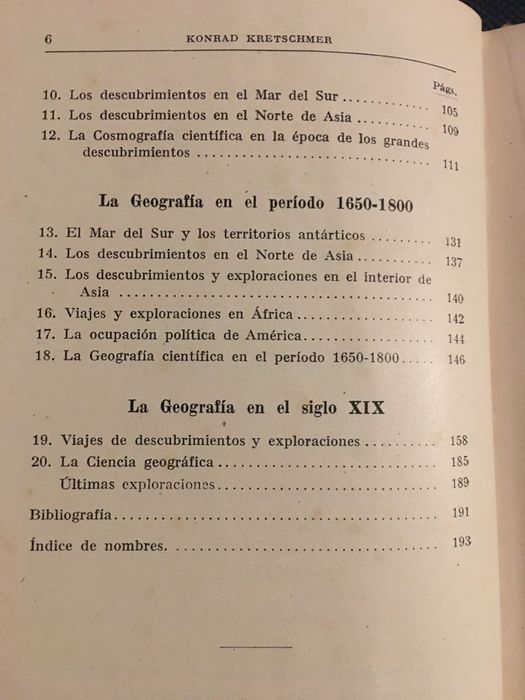 6 KONRAD KRETSCHMER
Págs.
10. Los descubrimientos en el Mar del Sur .......... 105
11. Los descubrimientos en el Norte de Asia .......... 109
12. La Cosmografía científica en la época de los grandes
descubrimientos .......... 111
La Geografía en el período 1650-1800
13. El Mar del Sur y los territorios antárticos .......... 131
14. Los descubrimientos en el Norte de Asia .......... 137
15. Los descubrimientos y exploraciones en el interior de
Asia .......... 140
16. Viajes y exploraciones en África .......... 142
17. La ocupación política de América .......... 144
18. La Geografía científica en el período 1650-1800 ..... 146
La Geografía en el siglo XIX
19. Viajes de descubrimientos y exploraciones .......... 158
20. La Ciencia geográfica .......... 185
Últimas exploraciones .......... 189
Bibliografía .......... 191
Índice de nombres. .......... 193